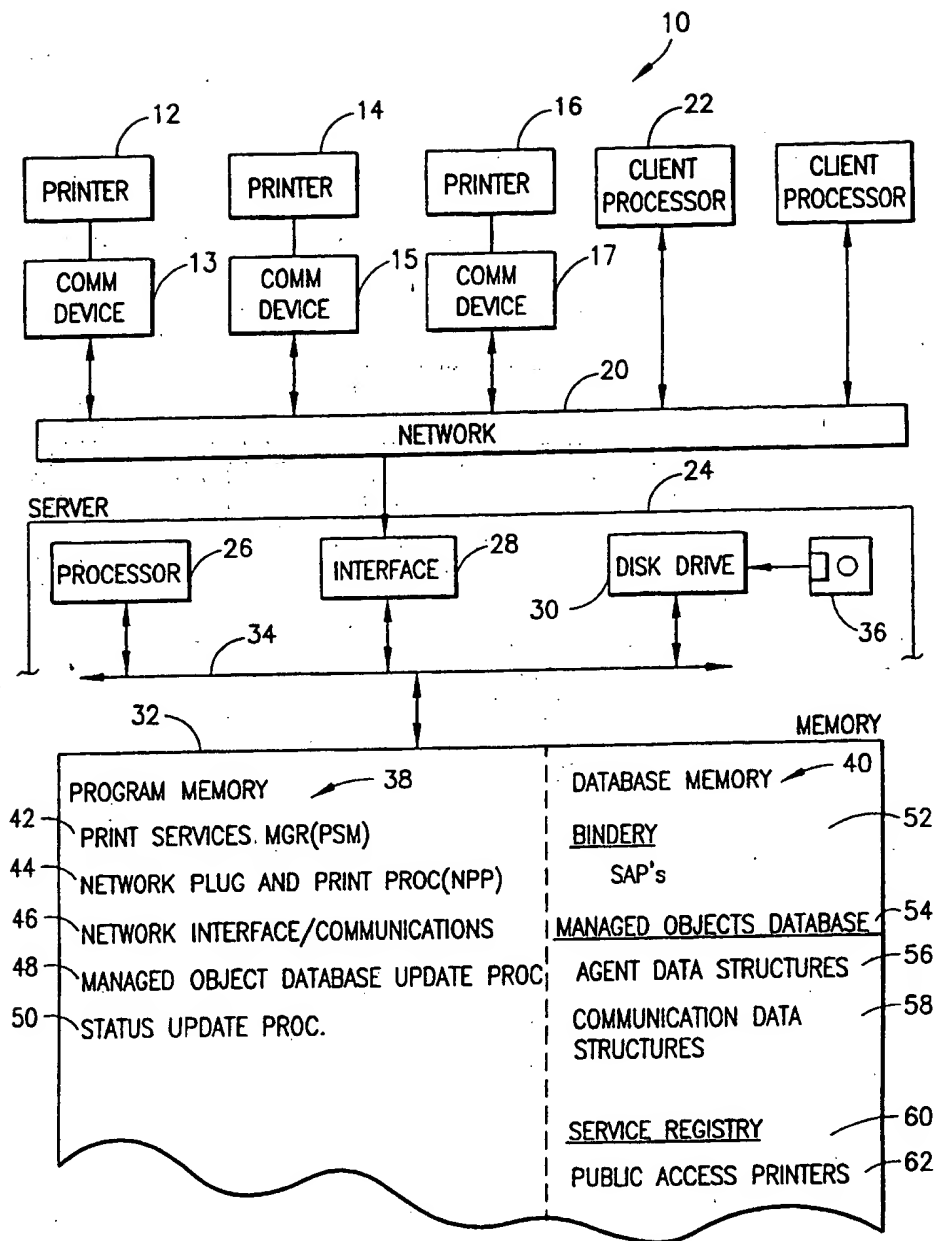 10
12
14
16
22
PRINTER
PRINTER
PRINTER
CLIENT
PROCESSOR
CLIENT
PROCESSOR
13
15
17
COMM
DEVICE
COMM
DEVICE
COMM
DEVICE
20
NETWORK
SERVER
24
26
PROCESSOR
28
INTERFACE
30
DISK DRIVE
36
34
32
MEMORY
PROGRAM MEMORY
38
42 PRINT SERVICES. MGR(PSM)
44 NETWORK PLUG AND PRINT PROC(NPP)
46 NETWORK INTERFACE/COMMUNICATIONS
48 MANAGED OBJECT DATABASE UPDATE PROC
50 STATUS UPDATE PROC.
DATABASE MEMORY
40
BINDERY
52
SAP's
MANAGED OBJECTS DATABASE
54
AGENT DATA STRUCTURES
56
COMMUNICATION DATA
STRUCTURES
58
SERVICE REGISTRY
60
PUBLIC ACCESS PRINTERS
62